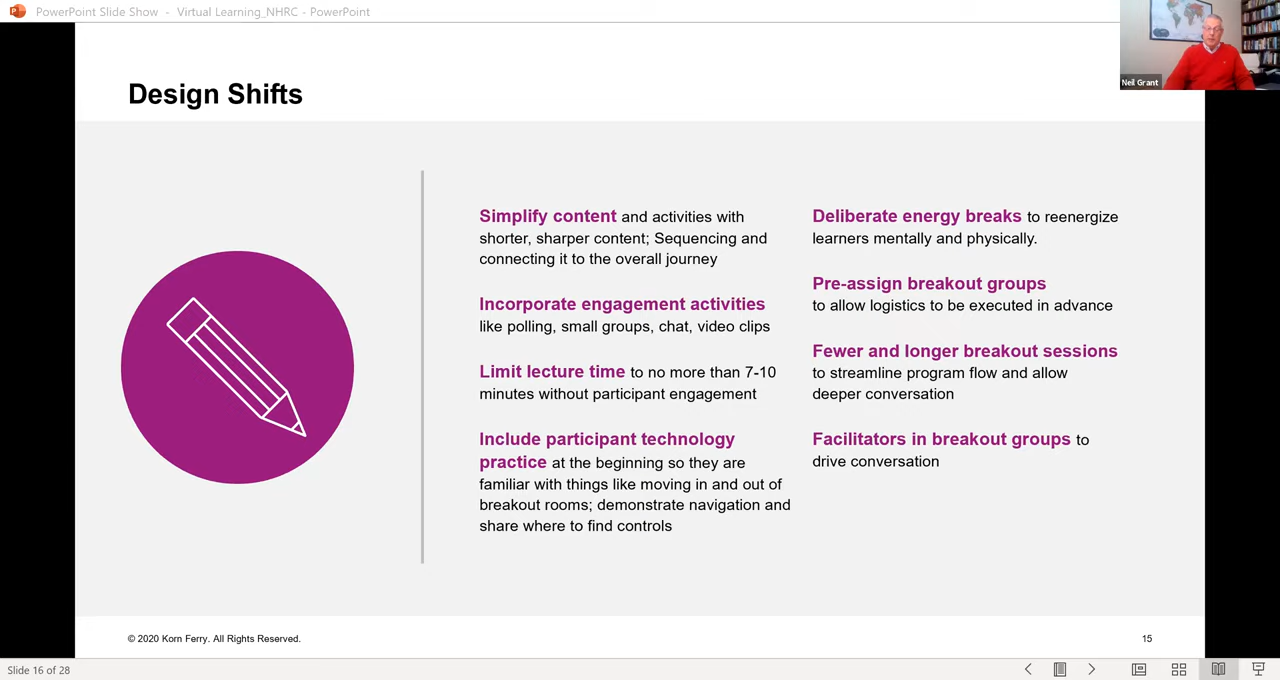 PowerPoint Slide Show - Virtual Learning_NHRC - PowerPoint
Neil Grant
Design Shifts
Simplify content and activities with
shorter, sharper content; Sequencing and
connecting it to the overall journey
Incorporate engagement activities
like polling, small groups, chat, video clips
Limit lecture time to no more than 7-10
minutes without participant engagement
Include participant technology
practice at the beginning so they are
familiar with things like moving in and out of
breakout rooms; demonstrate navigation and
share where to find controls
Deliberate energy breaks to reenergize
learners mentally and physically.
Pre-assign breakout groups
to allow logistics to be executed in advance
Fewer and longer breakout sessions
to streamline program flow and allow
deeper conversation
Facilitators in breakout groups to
drive conversation
© 2020 Korn Ferry. All Rights Reserved.
15
Slide 16 of 28